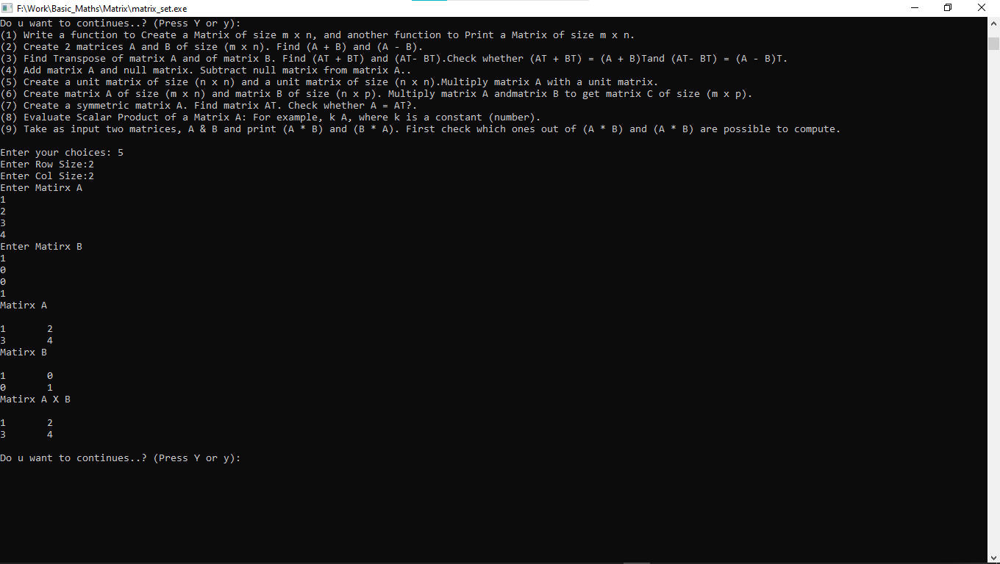 F:\Work\Basic_Maths\Matrix\matrix_set.exe
Do u want to continues..? (Press Y or y):
(1) Write a function to Create a Matrix of size m x n, and another function to Print a Matrix of size m x n.
(2) Create 2 matrices A and B of size (m x n). Find (A + B) and (A - B).
(3) Find Transpose of matrix A and of matrix B. Find (AT + BT) and (AT- BT).Check whether (AT + BT) = (A + B)Tand (AT- BT) = (A - B)T.
(4) Add matrix A and null matrix. Subtract null matrix from matrix A..
(5) Create a unit matrix of size (n x n) and a unit matrix of size (n x n).Multiply matrix A with a unit matrix.
(6) Create matrix A of size (m x n) and matrix B of size (n x p). Multiply matrix A andmatrix B to get matrix C of size (m x p).
(7) Create a symmetric matrix A. Find matrix AT. Check whether A = AT?.
(8) Evaluate Scalar Product of a Matrix A: For example, k A, where k is a constant (number).
(9) Take as input two matrices, A & B and print (A * B) and (B * A). First check which ones out of (A * B) and (A * B) are possible to compute.
Enter your choices: 5
Enter Row Size:2
Enter Col Size:2
Enter Matirx A
1
2
3
4
Enter Matirx B
1
0
0
1
Matirx A
1 2
3 4
Matirx B
1 0
0 1
Matirx A X B
1 2
3 4
Do u want to continues..? (Press Y or y):